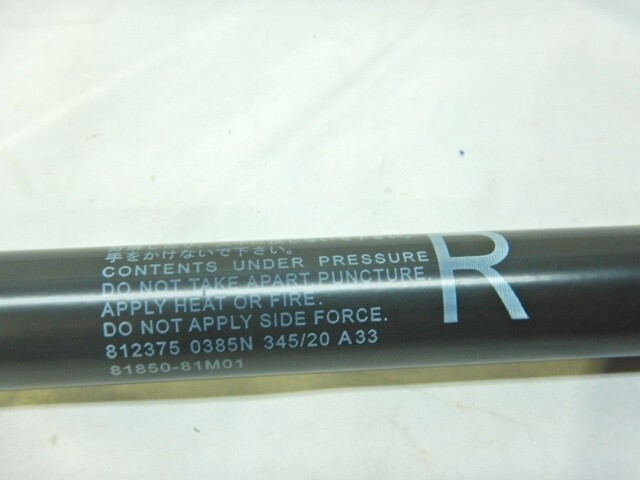 手をかけないで下さい。
CONTENTS UNDER PRESSURE
DO NOT TAKE APART PUNCTURE.
APPLY HEAT OR FIRE.
DO NOT APPLY SIDE FORCE.
812375 0385N 345/20 A33
81850-81M01
R